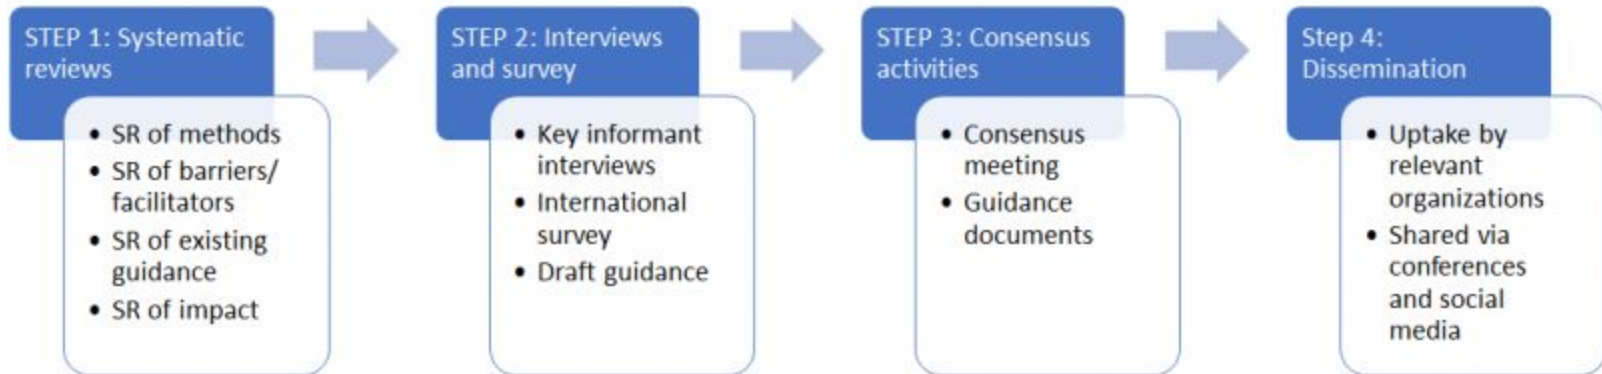 STEP 1: Systematic
reviews
• SR of methods
• SR of barriers/
facilitators
• SR of existing
guidance
• SR of impact
STEP 2: Interviews
and survey
• Key informant
interviews
• International
survey
• Draft guidance
STEP 3: Consensus
activities
• Consensus
meeting
• Guidance
documents
Step 4:
Dissemination
• Uptake by
relevant
organizations
• Shared via
conferences
and social
media